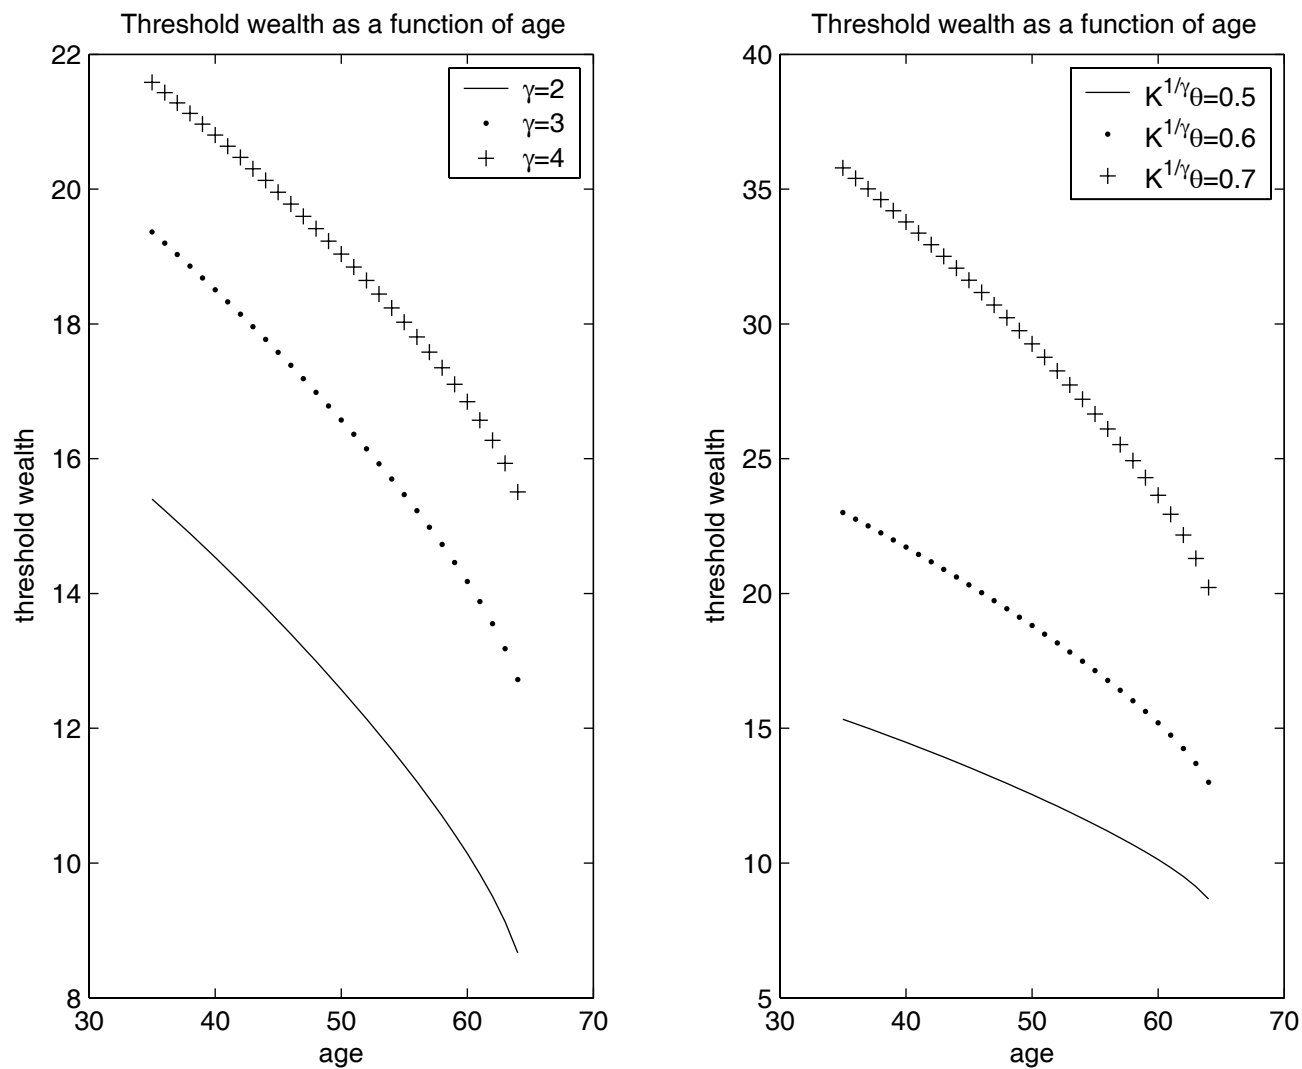 Threshold wealth as a function of age
22
20
18
16
14
12
10
8
30 40 50 60 70
threshold wealth
age
γ=2
γ=3
γ=4
Threshold wealth as a function of age
40
35
30
25
20
15
10
5
30 40 50 60 70
threshold wealth
age
K^{1/γ}θ=0.5
K^{1/γ}θ=0.6
K^{1/γ}θ=0.7